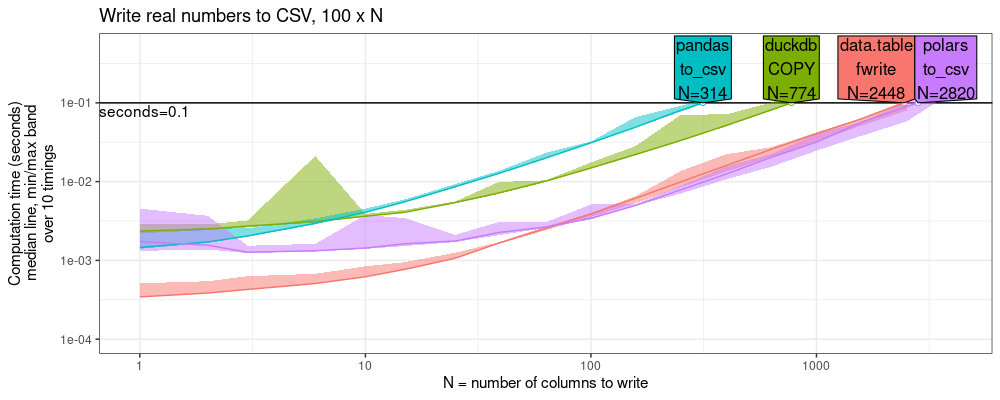 Write real numbers to CSV, 100 x N
pandas
to_csv
N=314
duckdb
COPY
N=774
data.table
fwrite
N=2448
polars
to_csv
N=2820
seconds=0.1
1e-01
1e-02
1e-03
1e-04
Computation time (seconds)
median line, min/max band
over 10 timings
1
10
100
1000
N = number of columns to write